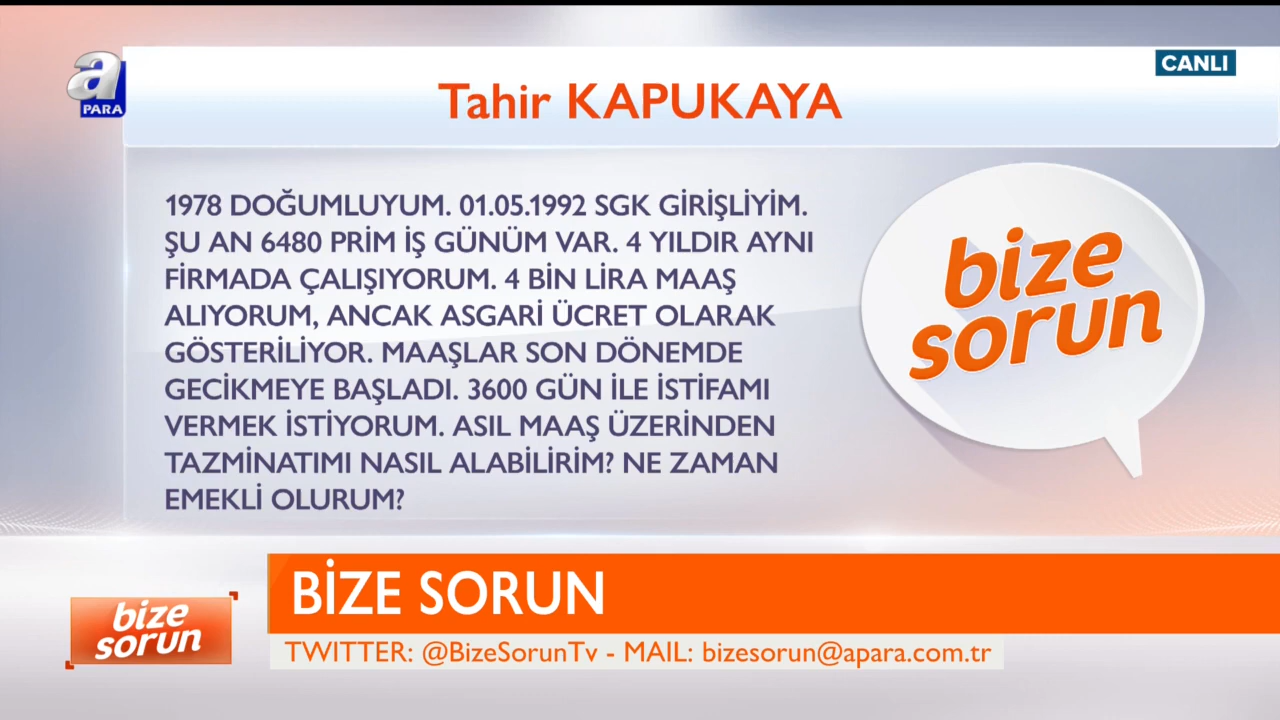 a
PARA
CANLI
Tahir KAPUKAYA
1978 DOĞUMLUYUM. 01.05.1992 SGK GİRİŞLİYİM.
ŞU AN 6480 PRİM İŞ GÜNÜM VAR. 4 YILDIR AYNI
FİRMADA ÇALIŞIYORUM. 4 BİN LİRA MAAŞ
ALIYORUM, ANCAK ASGARİ ÜCRET OLARAK
GÖSTERİLİYOR. MAAŞLAR SON DÖNEMDE
GECİKMEYE BAŞLADI. 3600 GÜN İLE İSTİFAMI
VERMEK İSTİYORUM. ASIL MAAŞ ÜZERİNDEN
TAZMİNATIMI NASIL ALABİLİRİM? NE ZAMAN
EMEKLİ OLURUM?
bize
sorun
BİZE SORUN
bize
sorun
TWITTER: @BizeSorunTv - MAIL: bizesorun@apara.com.tr